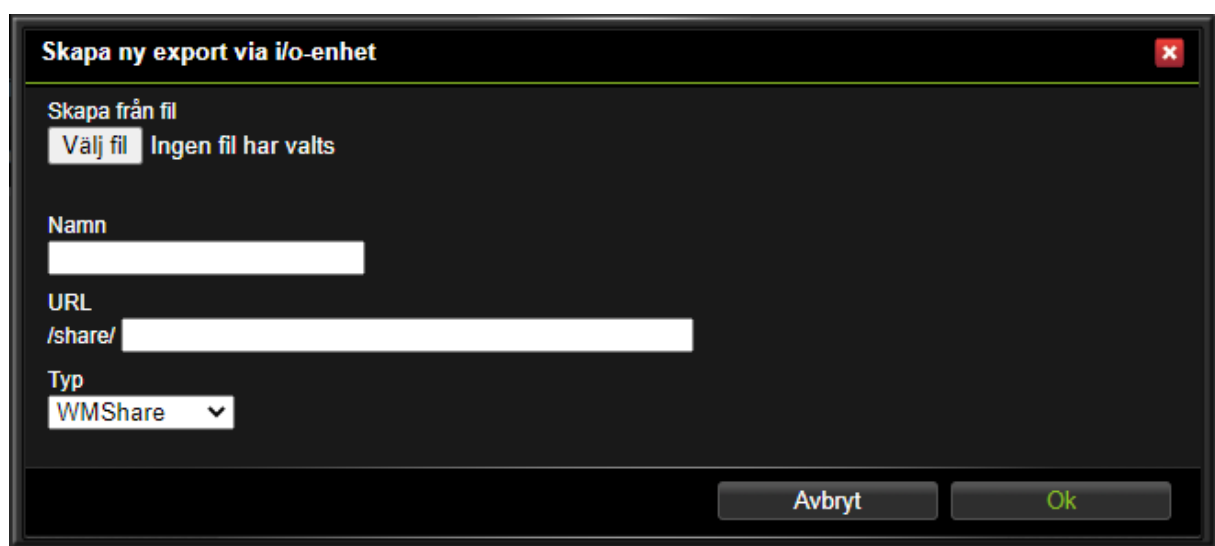 Skapa ny export via i/o-enhet
Skapa från fil
Välj fil Ingen fil har valts
Namn
URL
/share/
Typ
WMShare
Avbryt Ok